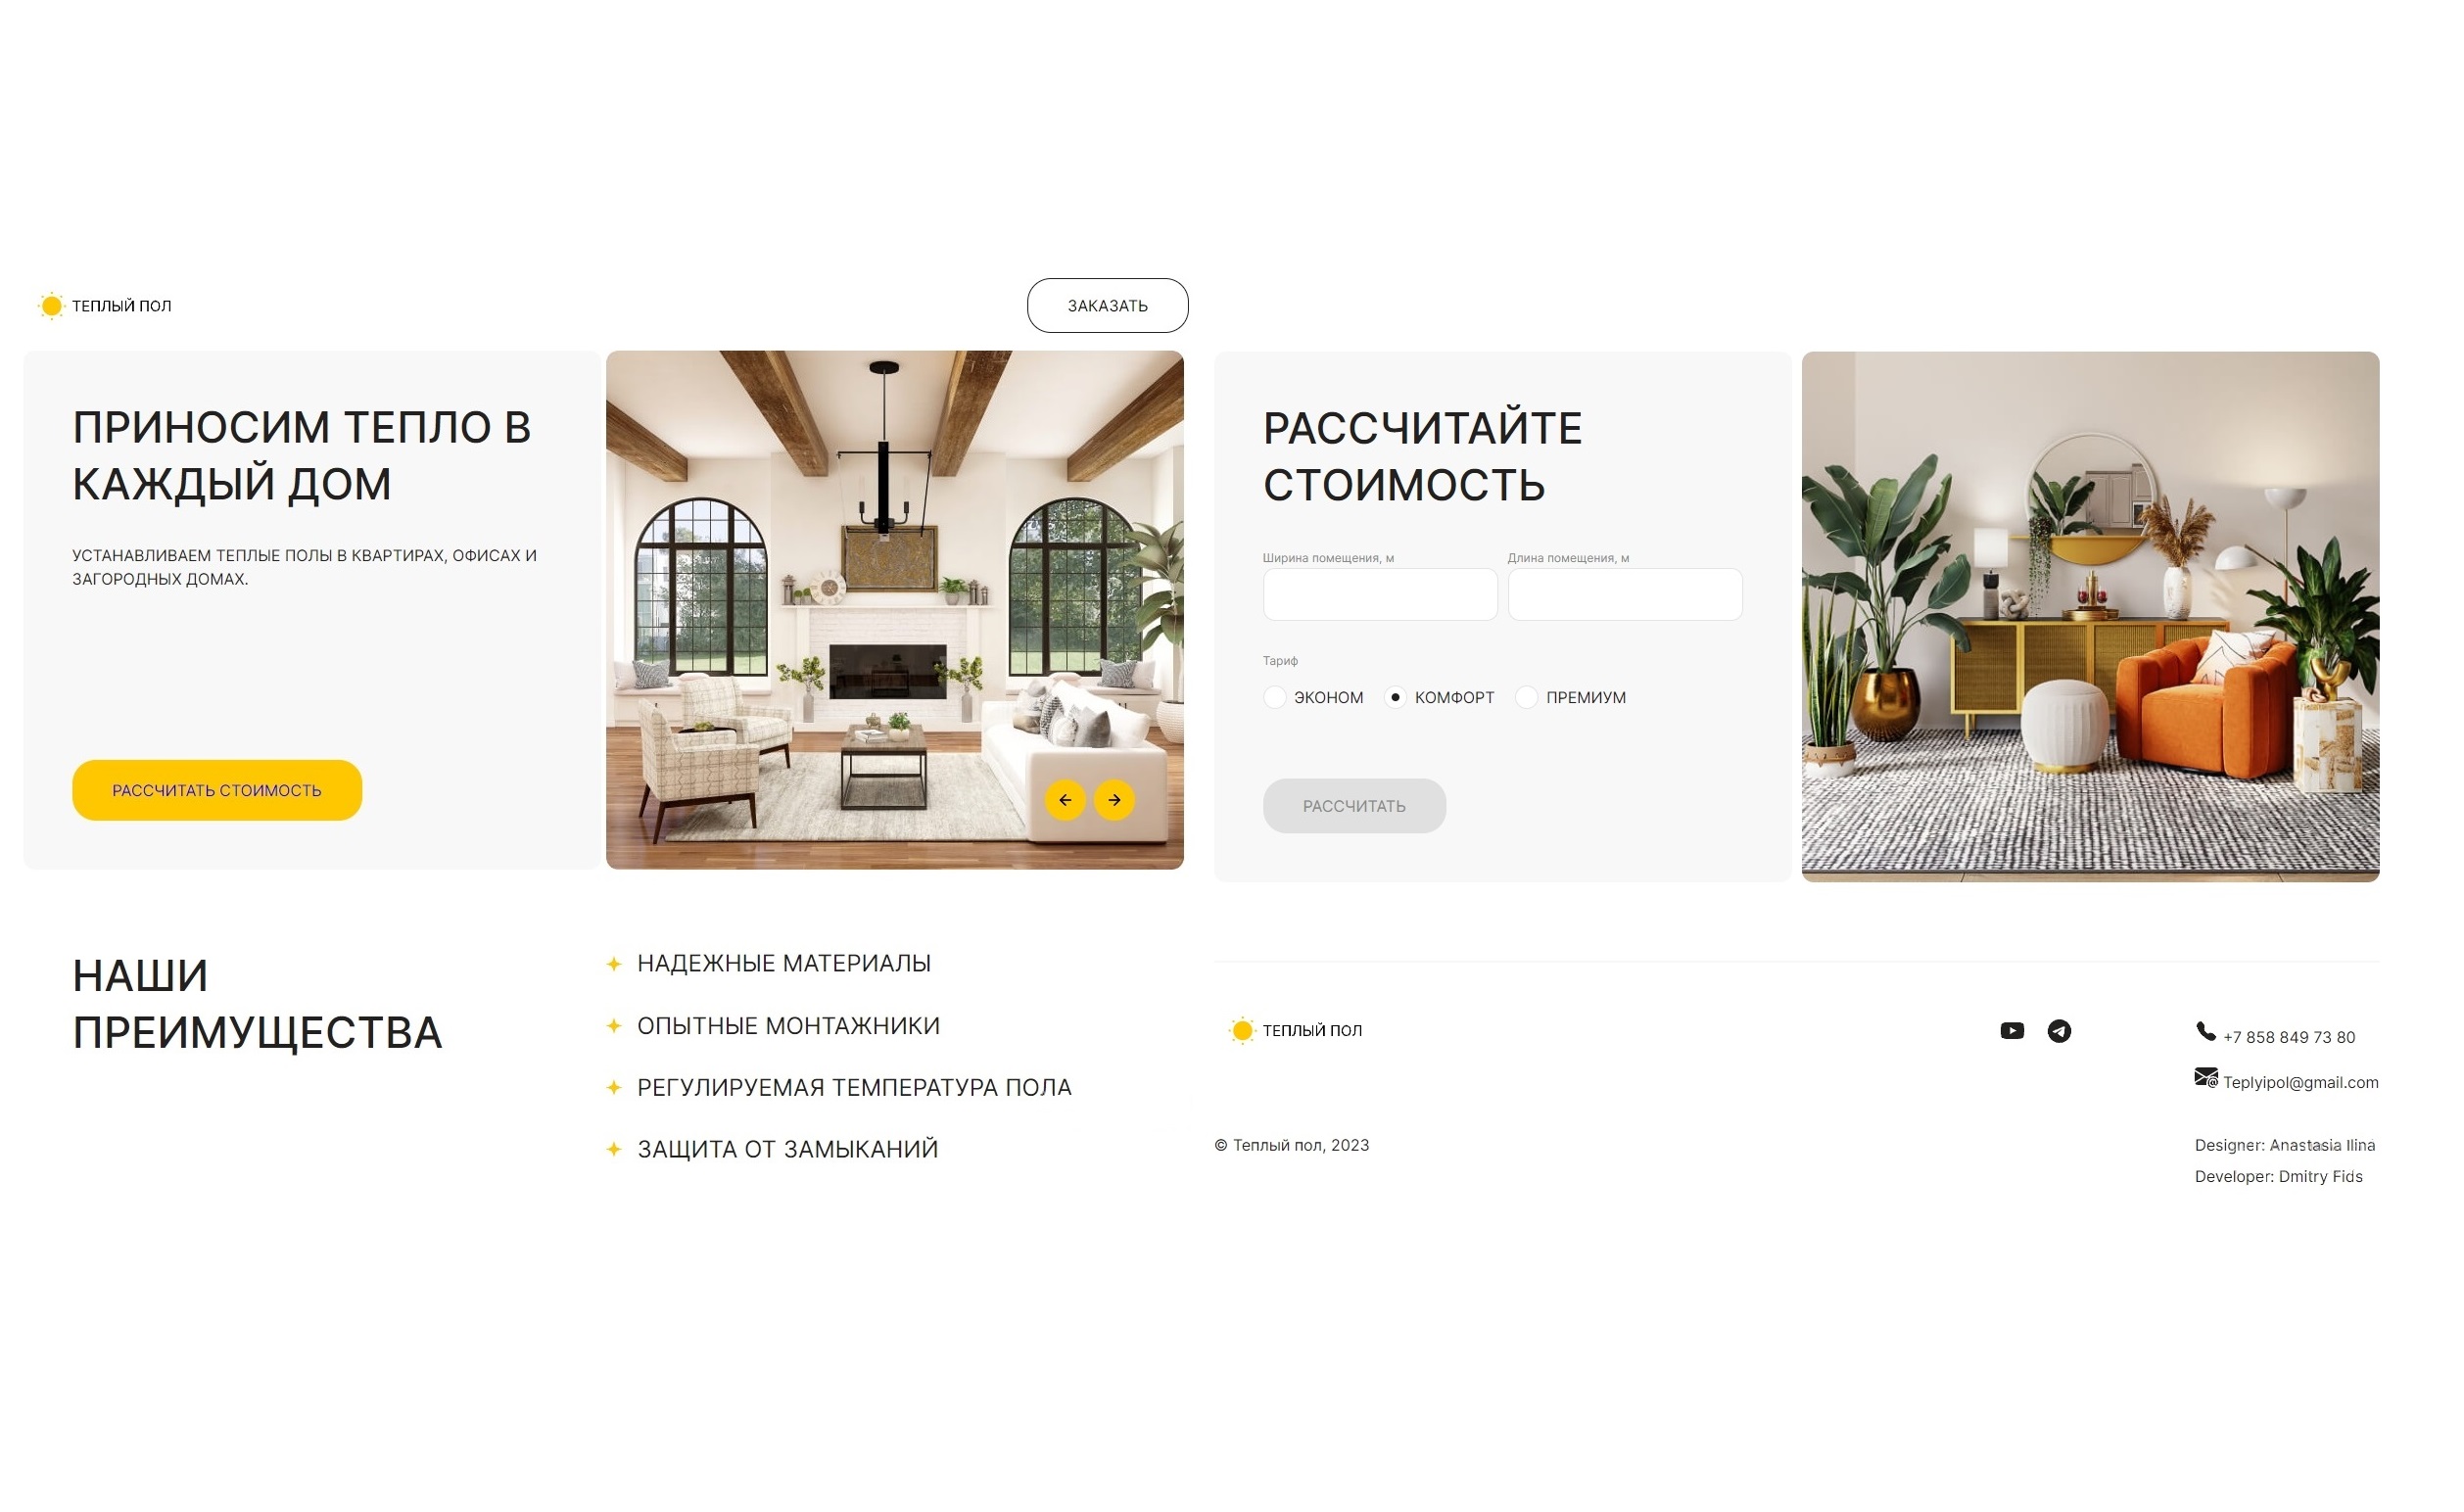 ТЕПЛЫЙ ПОЛ
ЗАКАЗАТЬ
ПРИНОСИМ ТЕПЛО В
КАЖДЫЙ ДОМ
УСТАНАВЛИВАЕМ ТЕПЛЫЕ ПОЛЫ В КВАРТИРАХ, ОФИСАХ И
ЗАГОРОДНЫХ ДОМАХ.
РАССЧИТАТЬ СТОИМОСТЬ
НАШИ
ПРЕИМУЩЕСТВА
НАДЕЖНЫЕ МАТЕРИАЛЫ
ОПЫТНЫЕ МОНТАЖНИКИ
РЕГУЛИРУЕМАЯ ТЕМПЕРАТУРА ПОЛА
ЗАЩИТА ОТ ЗАМЫКАНИЙ
РАССЧИТАЙТЕ
СТОИМОСТЬ
Ширина помещения, м
Длина помещения, м
Тариф
ЭКОНОМ
КОМФОРТ
ПРЕМИУМ
РАССЧИТАТЬ
ТЕПЛЫЙ ПОЛ
+7 858 849 73 80
Teplyipol@gmail.com
© Теплый пол, 2023
Designer: Anastasia Ilina
Developer: Dmitry Fids